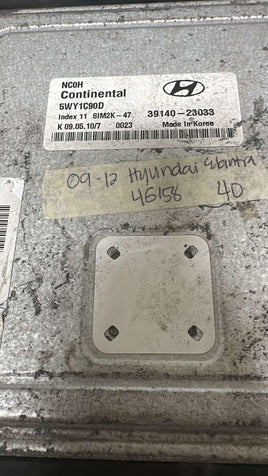 NC0H
Continental
5WY1C90D
Index 11 SIM2K-47
39140-23033
K 09.05.10/7 0023
Made in Korea
09-12 Hyundai Elantra
46156 40